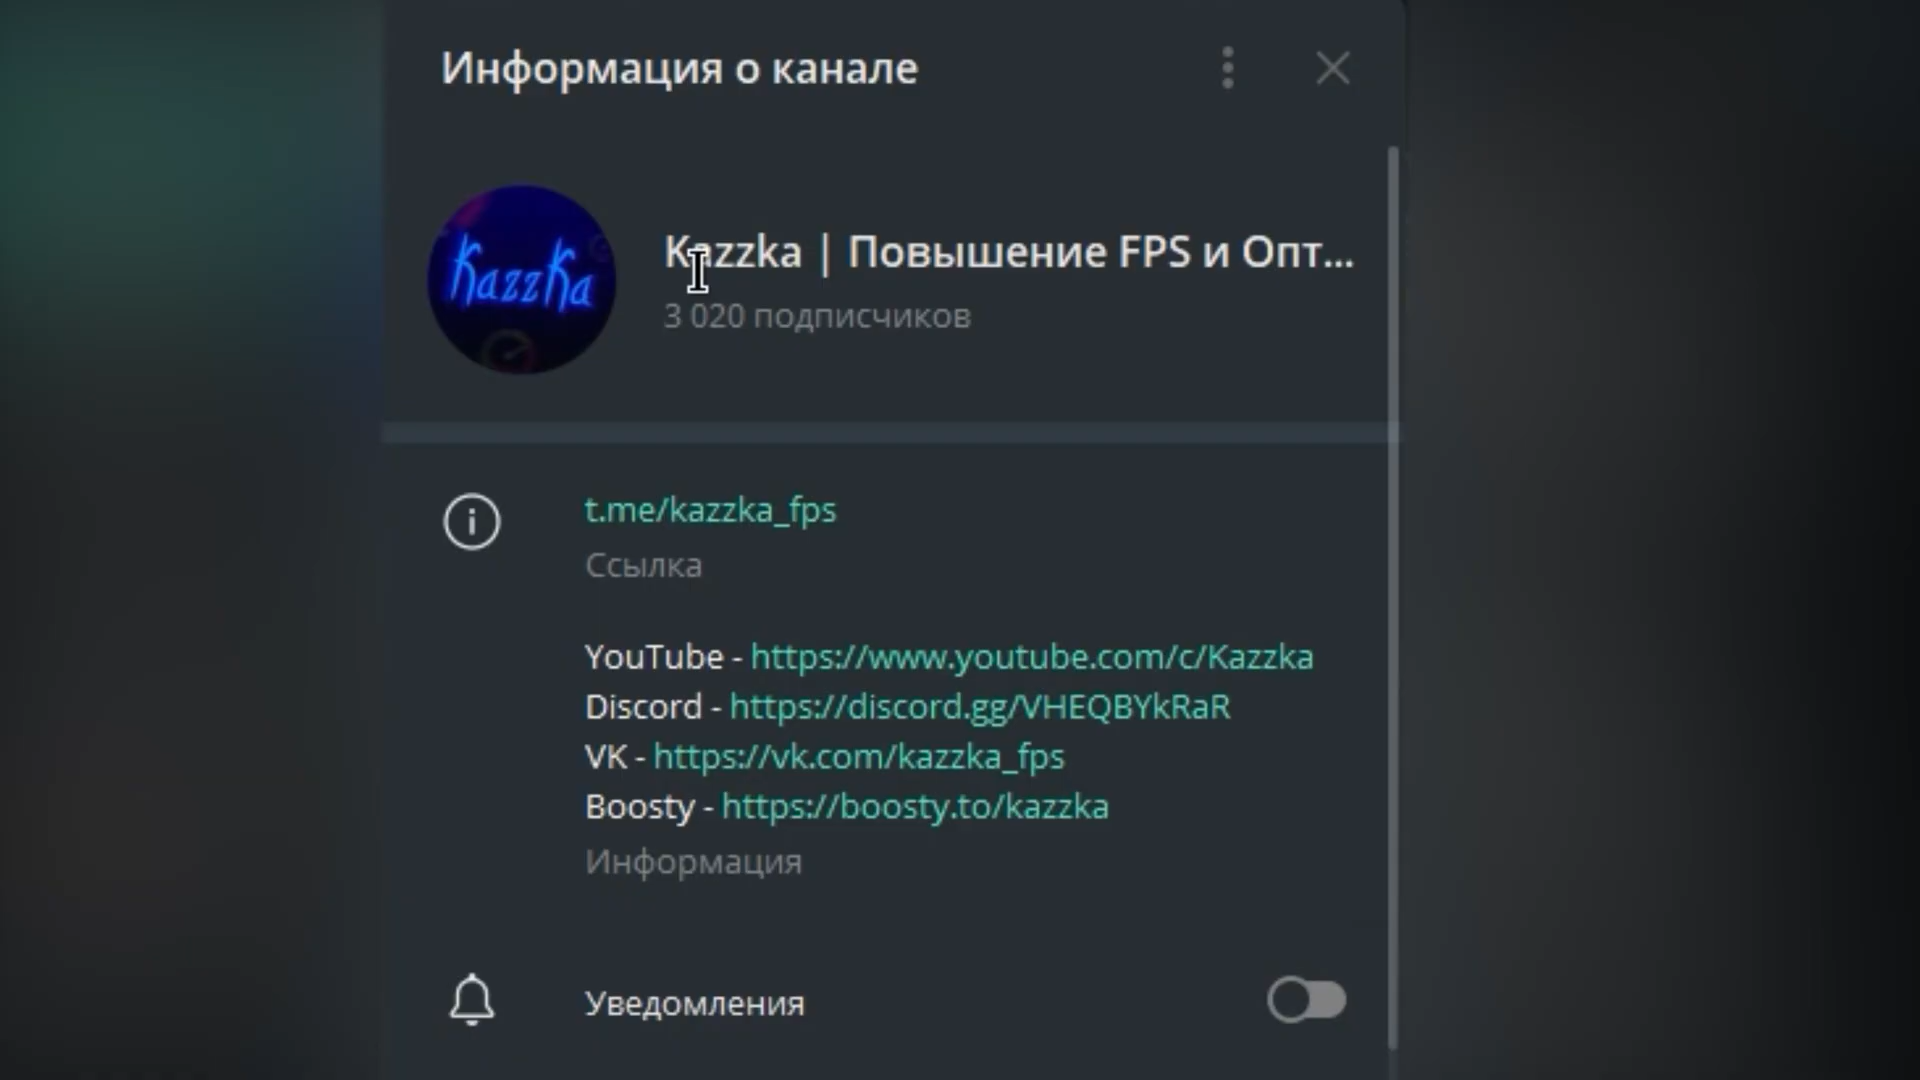 Информация о канале
KazzKa
Kazzka | Повышение FPS и Опт...
3 020 подписчиков
t.me/kazzka_fps
Ссылка
YouTube - https://www.youtube.com/c/Kazzka
Discord - https://discord.gg/VHEQBYkRaR
VK - https://vk.com/kazzka_fps
Boosty - https://boosty.to/kazzka
Информация
Уведомления